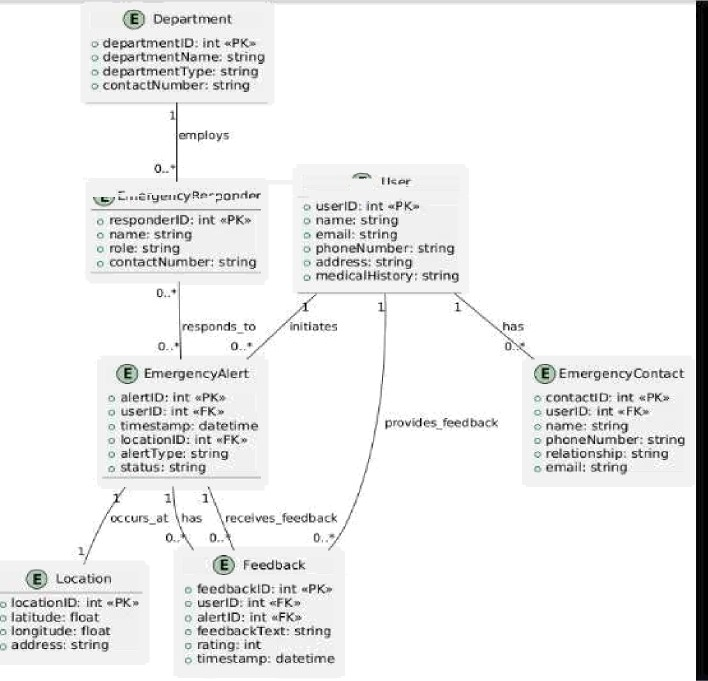 E Department
departmentID: int «PK»
departmentName: string
departmentType: string
contactNumber: string
1
employs
0..*
E EmergencyResponder
responderID: int «PK»
name: string
role: string
contactNumber: string
User
userID: int «PK»
name: string
email: string
phoneNumber: string
address: string
medicalHistory: string
0..*
responds_to
0..*
1
initiates
0..*
1
provides_feedback
0..*
1
has
0..*
E EmergencyAlert
alertID: int «PK»
userID: int «FK»
timestamp: datetime
locationID: int «FK»
alertType: string
status: string
E EmergencyContact
contactID: int «PK»
userID: int «FK»
name: string
phoneNumber: string
relationship: string
email: string
1
occurs_at
1
1
has
0..*
1
receives_feedback
0..*
E Location
locationID: int «PK»
latitude: float
longitude: float
address: string
E Feedback
feedbackID: int «PK»
userID: int «FK»
alertID: int «FK»
feedbackText: string
rating: int
timestamp: datetime